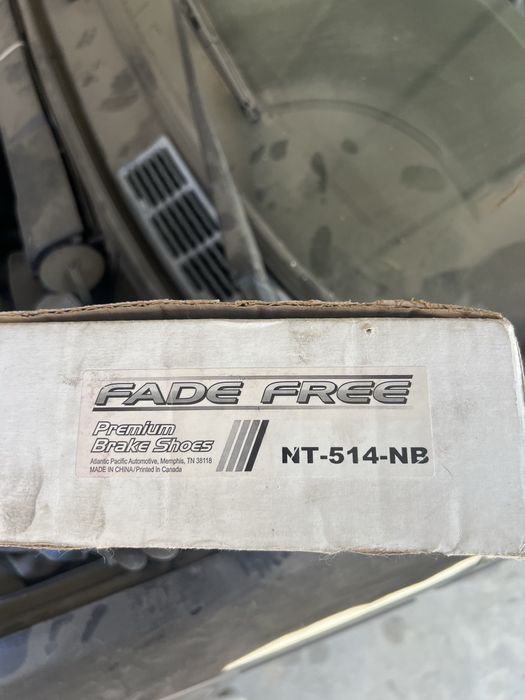 FADE FREE
Premium
Brake Shoes
NT-514-NB
Atlantic Pacific Automotive, Memphis, TN 38118
MADE IN CHINA/Printed in Canada